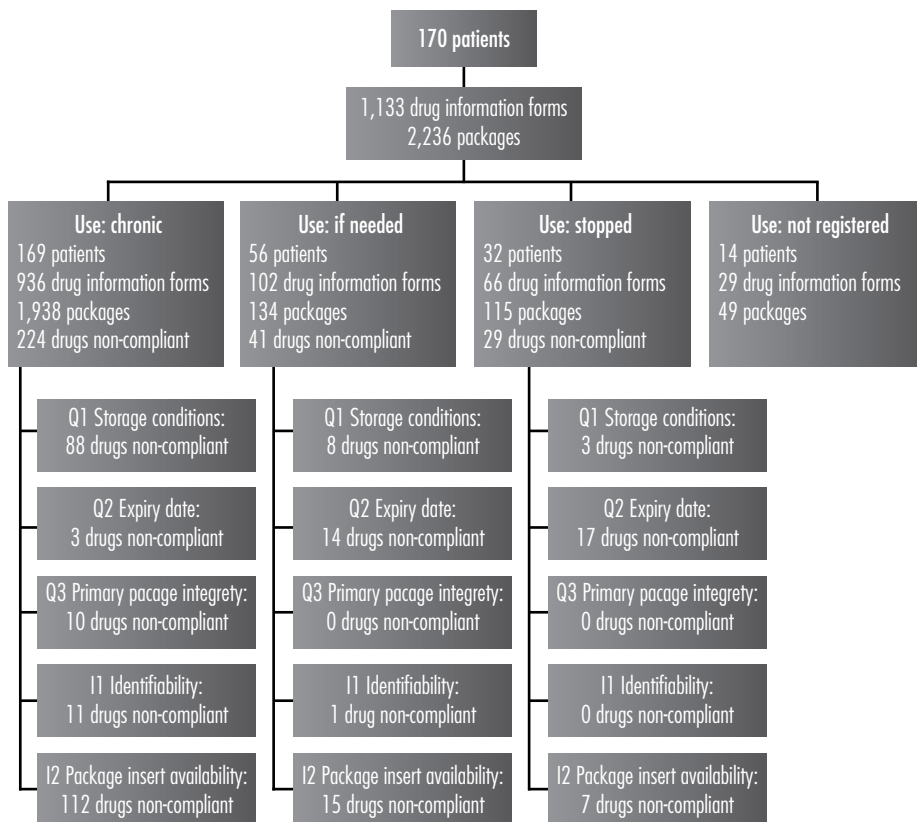 170 patients
1,133 drug information forms
2,236 packages
Use: chronic
169 patients
936 drug information forms
1,938 packages
224 drugs non-compliant
Use: if needed
56 patients
102 drug information forms
134 packages
41 drugs non-compliant
Use: stopped
32 patients
66 drug information forms
115 packages
29 drugs non-compliant
Use: not registered
14 patients
29 drug information forms
49 packages
Q1 Storage conditions:
88 drugs non-compliant
Q2 Expiry date:
3 drugs non-compliant
Q3 Primary pacage integrety:
10 drugs non-compliant
I1 Identifiability:
11 drugs non-compliant
I2 Package insert availability:
112 drugs non-compliant
Q1 Storage conditions:
8 drugs non-compliant
Q2 Expiry date:
14 drugs non-compliant
Q3 Primary pacage integrety:
0 drugs non-compliant
I1 Identifiability:
1 drug non-compliant
I2 Package insert availability:
15 drugs non-compliant
Q1 Storage conditions:
3 drugs non-compliant
Q2 Expiry date:
17 drugs non-compliant
Q3 Primary pacage integrety:
0 drugs non-compliant
I1 Identifiability:
0 drugs non-compliant
I2 Package insert availability:
7 drugs non-compliant